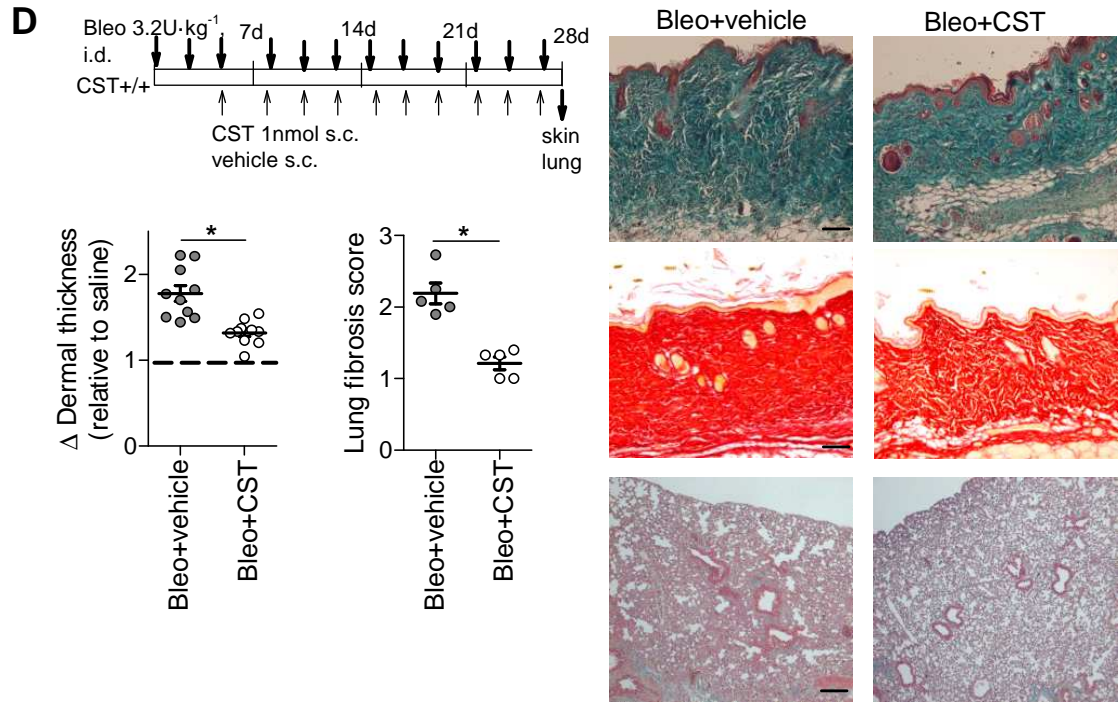 D
Bleo 3.2U·kg⁻¹,
i.d.
7d
14d
21d
28d
CST+/+
CST 1nmol s.c.
vehicle s.c.
skin
lung
Δ Dermal thickness
(relative to saline)
2
1
0
*
Bleo+vehicle
Bleo+CST
Lung fibrosis score
3
2
1
0
*
Bleo+vehicle
Bleo+CST
Bleo+vehicle
Bleo+CST